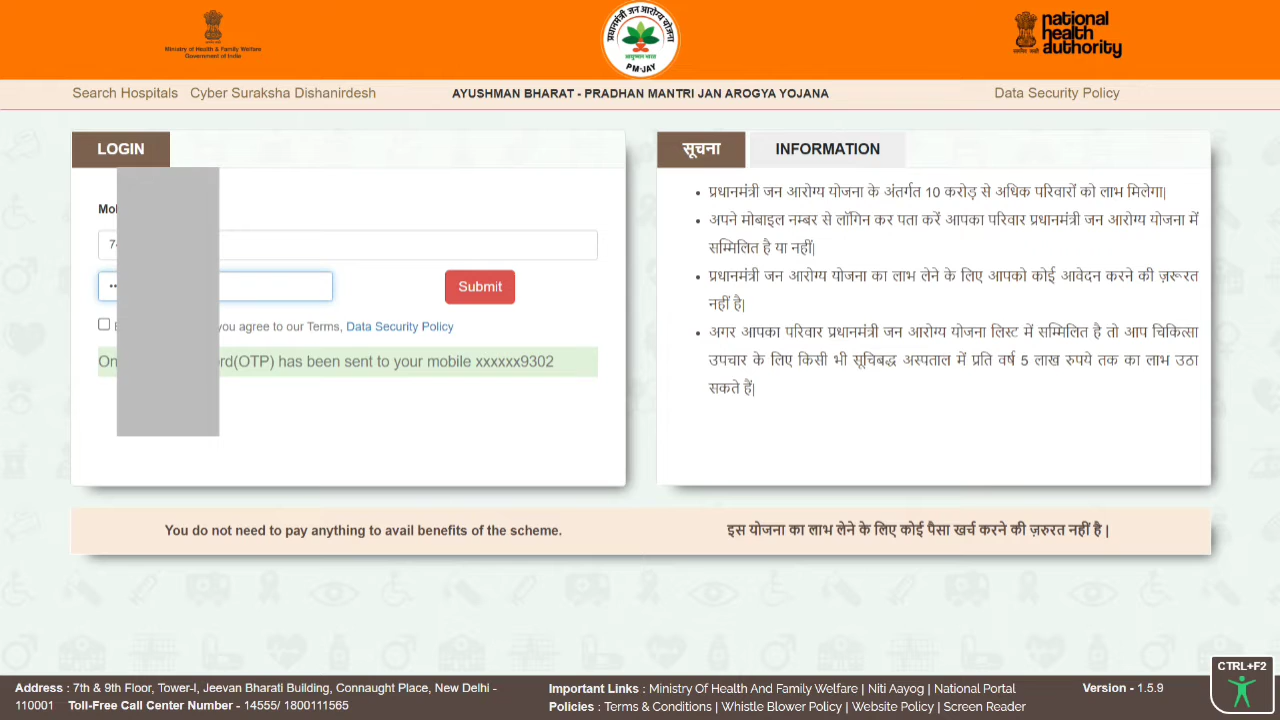 Ministry of Health & Family Welfare
Government of India
प्रधानमंत्री जन आरोग्य योजना
आयुष्मान भारत
PM-JAY
national
health
authority
Search Hospitals Cyber Suraksha Dishanirdesh AYUSHMAN BHARAT - PRADHAN MANTRI JAN AROGYA YOJANA Data Security Policy
LOGIN
you agree to our Terms, Data Security Policy
Submit
has been sent to your mobile xxxxxx9302
सूचना INFORMATION
प्रधानमंत्री जन आरोग्य योजना के अंतर्गत 10 करोड़ से अधिक परिवारों को लाभ मिलेगा|
अपने मोबाइल नम्बर से लॉगिन कर पता करें आपका परिवार प्रधानमंत्री जन आरोग्य योजना में
सम्मिलित है या नहीं|
प्रधानमंत्री जन आरोग्य योजना का लाभ लेने के लिए आपको कोई आवेदन करने की ज़रूरत
नहीं है|
अगर आपका परिवार प्रधानमंत्री जन आरोग्य योजना लिस्ट में सम्मिलित है तो आप चिकित्सा
उपचार के लिए किसी भी सूचिबद्ध अस्पताल में प्रति वर्ष 5 लाख रुपये तक का लाभ उठा
सकते हैं|
You do not need to pay anything to avail benefits of the scheme.
इस योजना का लाभ लेने के लिए कोई पैसा खर्च करने की ज़रुरत नहीं है |
Address : 7th & 9th Floor, Tower-l, Jeevan Bharati Building, Connaught Place, New Delhi -
110001 Toll-Free Call Center Number - 14555/ 1800111565
Important Links : Ministry Of Health And Family Welfare | Niti Aayog | National Portal
Policies : Terms & Conditions | Whistle Blower Policy | Website Policy | Screen Reader
Version - 1.5.9
CTRL+F2